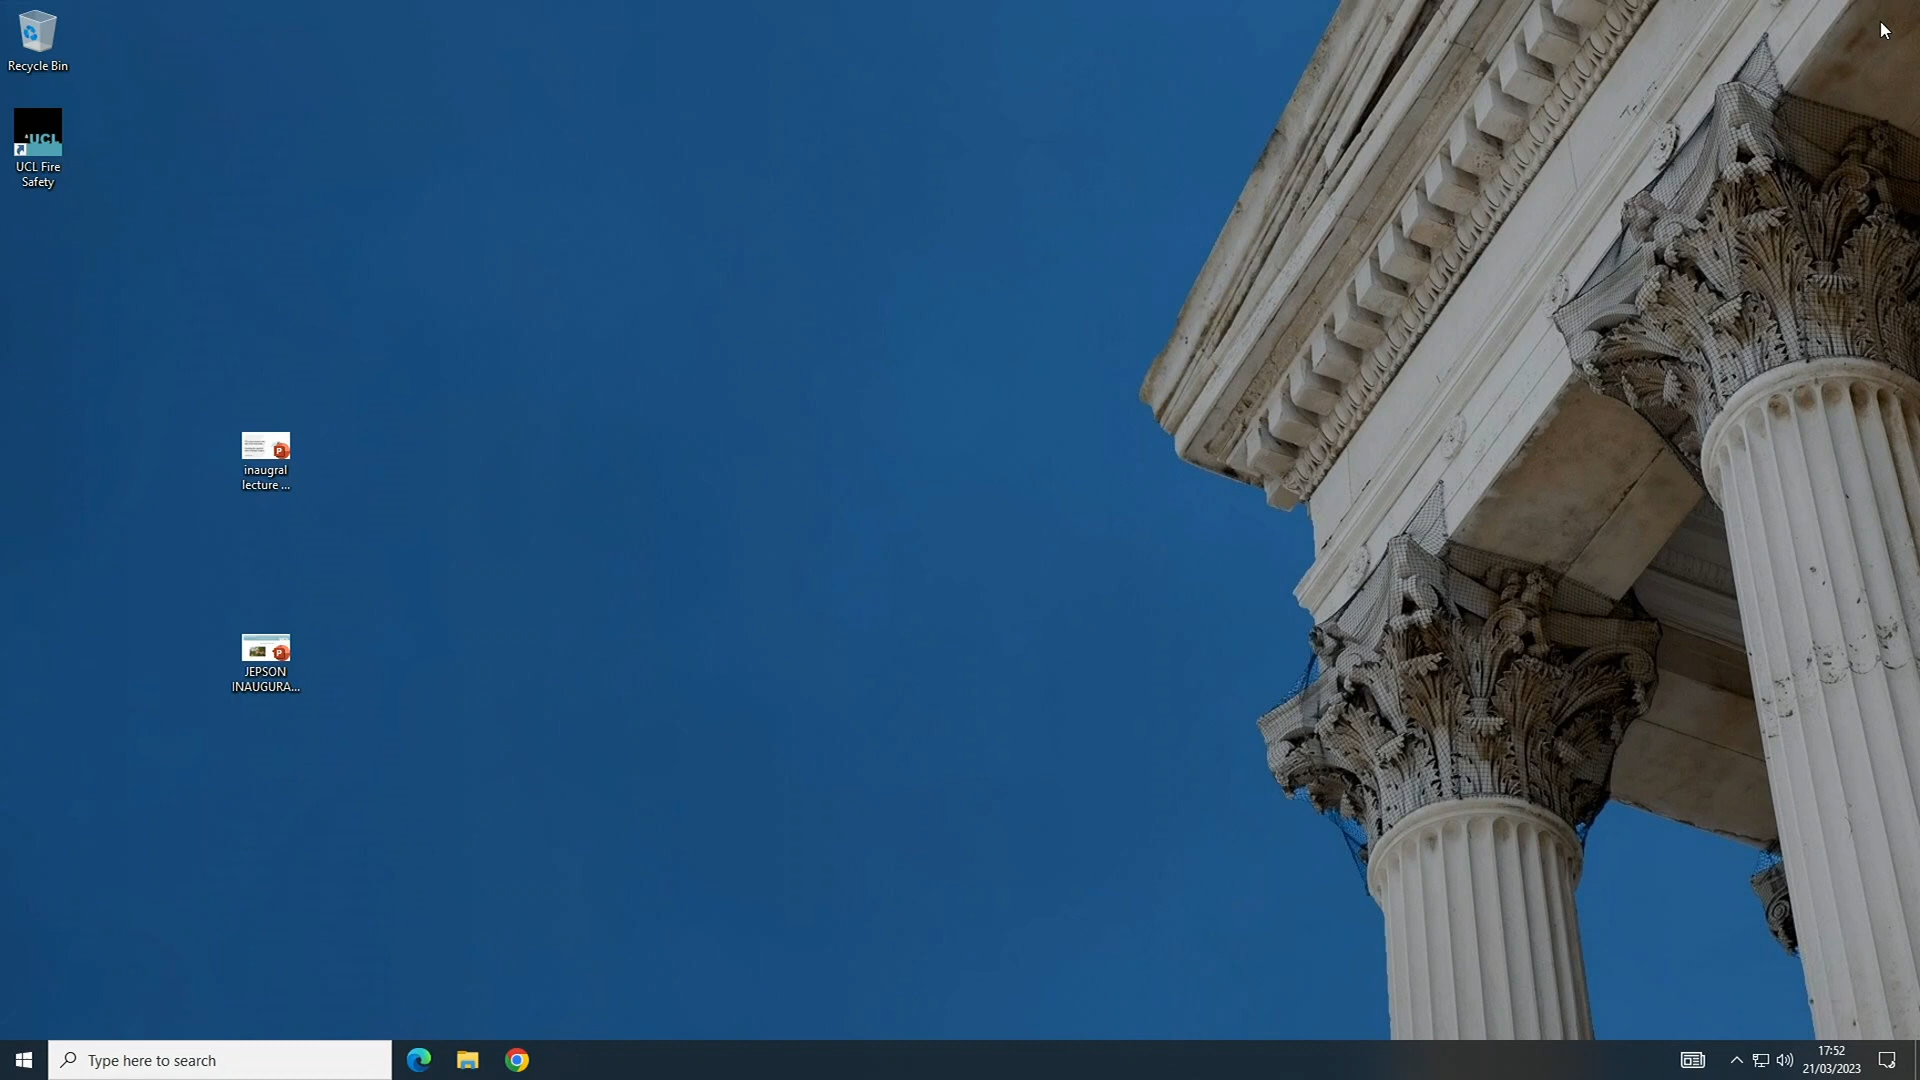 Recycle Bin
UCL
UCL Fire
Safety
inaugral
lecture ...
JEPSON
INAUGURA...
Type here to search
17:52
21/03/2023